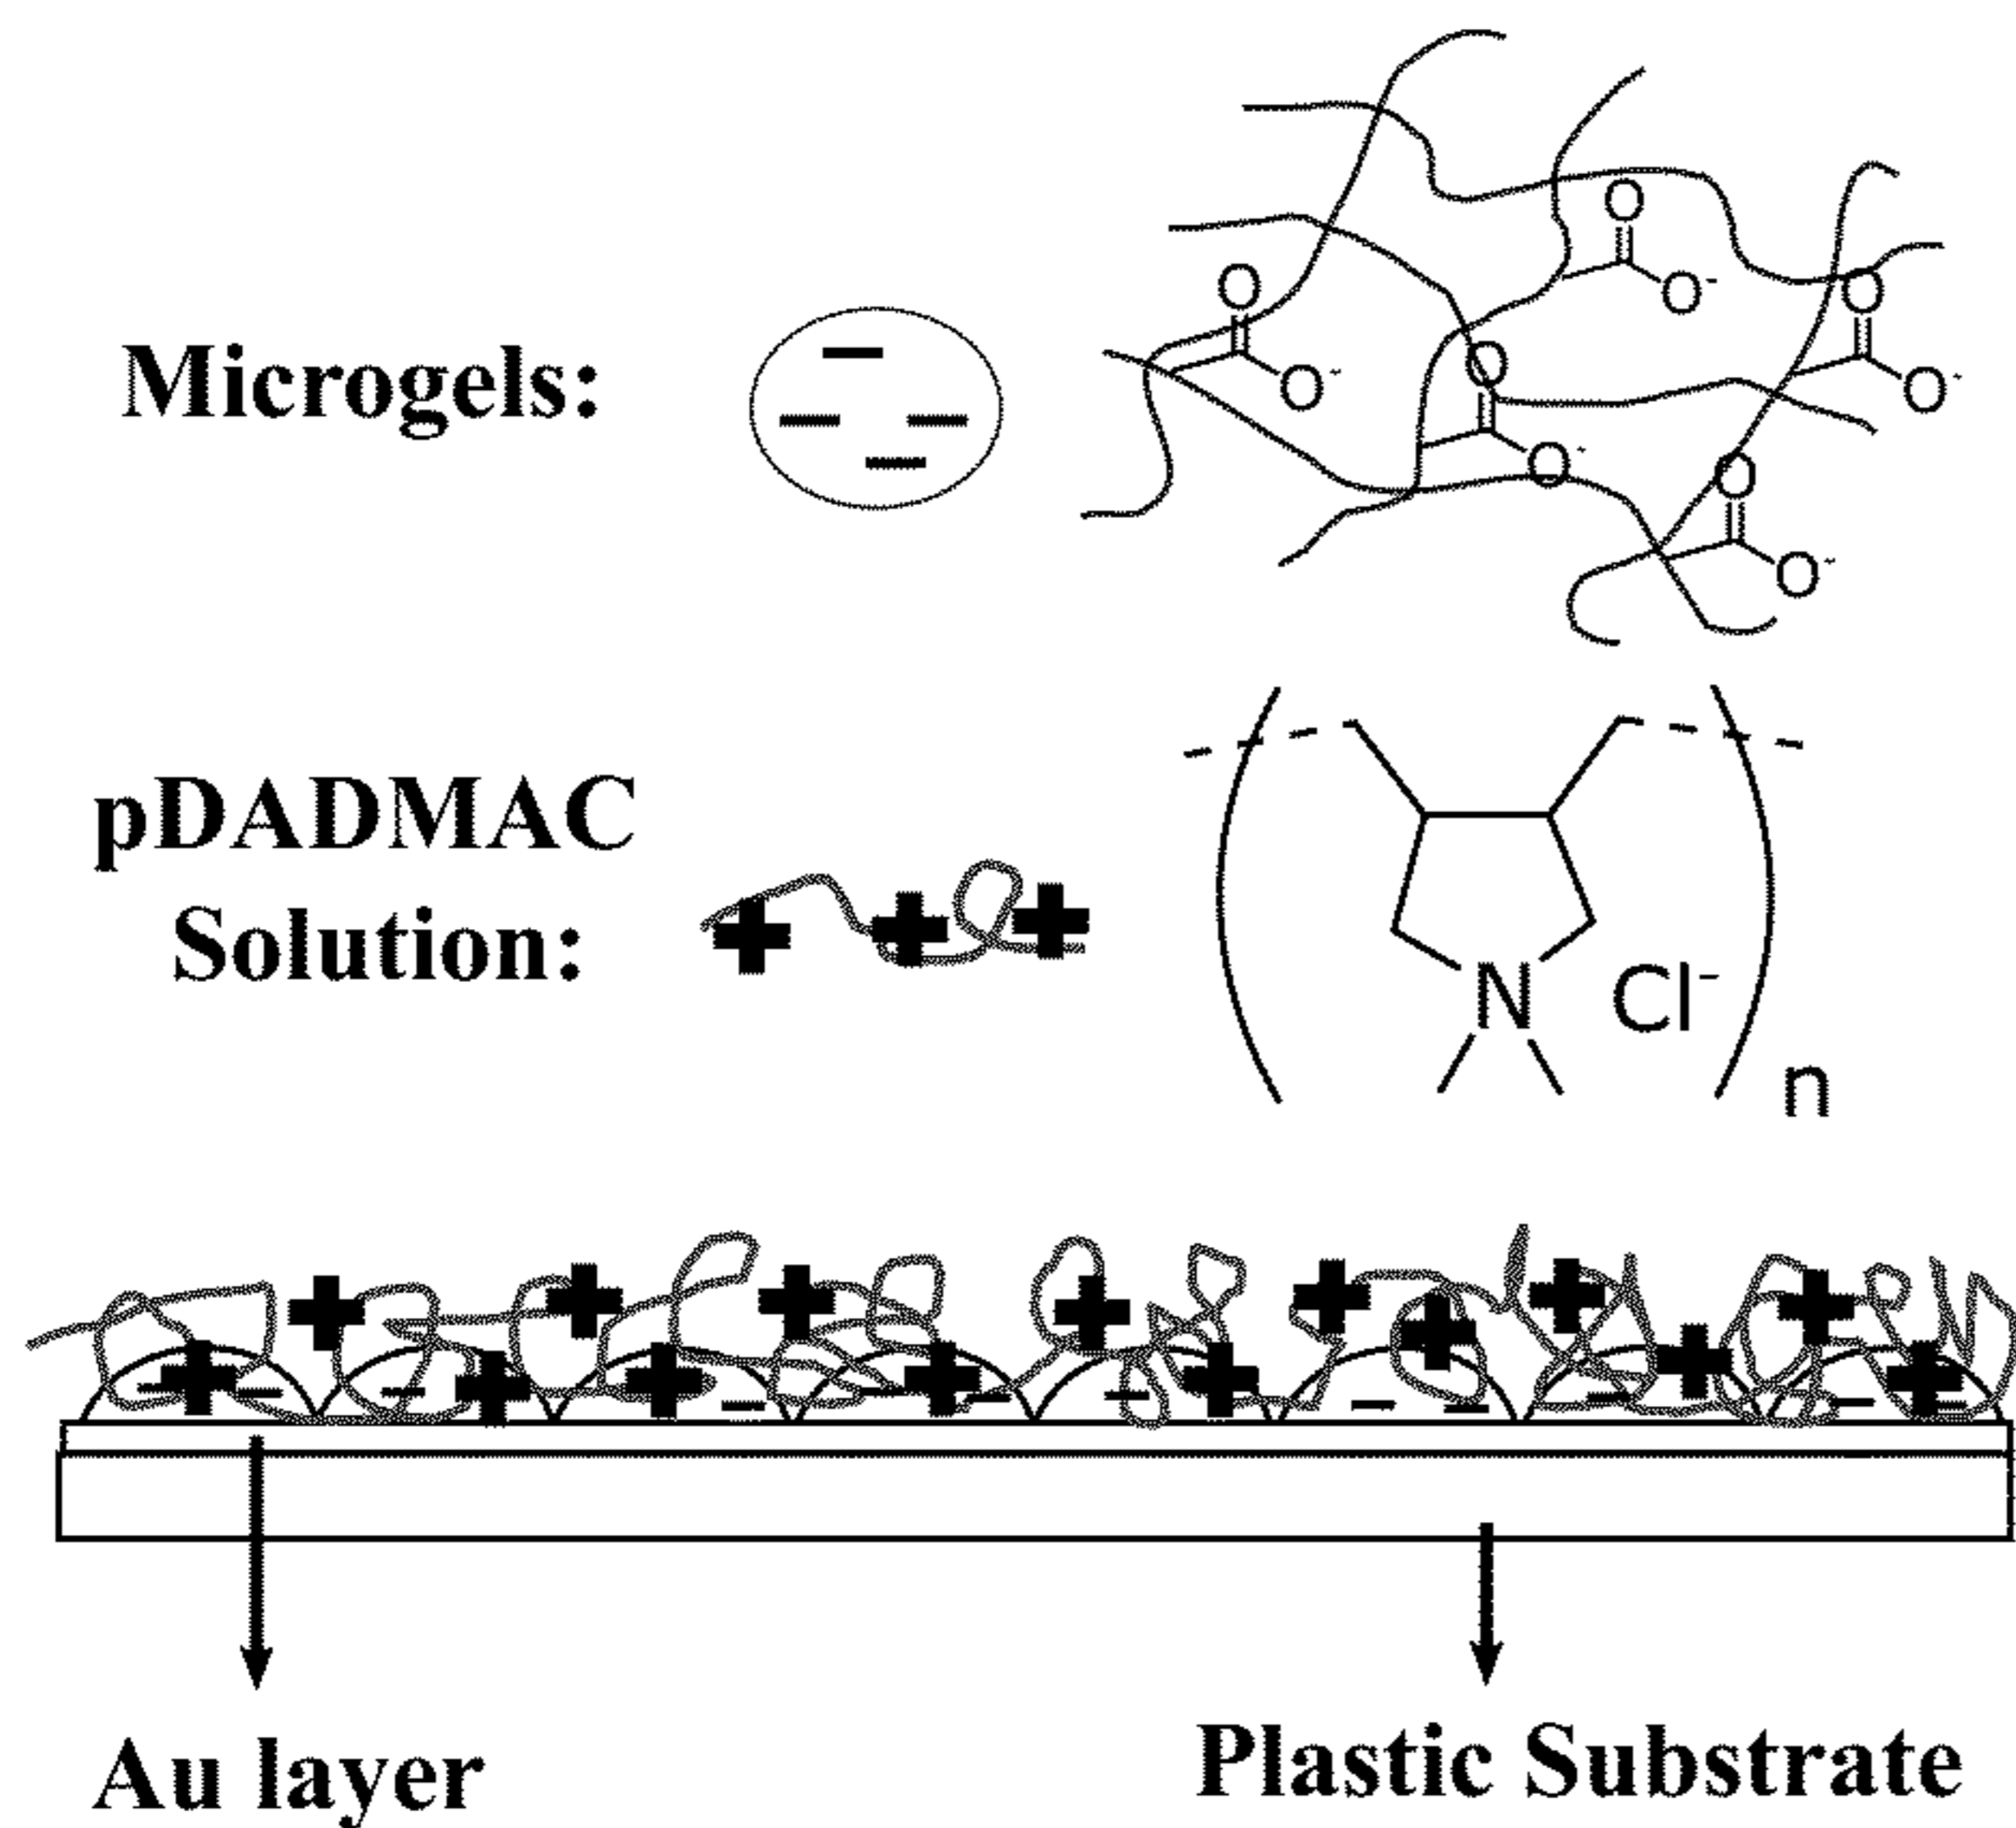 Microgels:
O
O
O⁻
O
O
O⁻
O
O⁻
O⁻
O
O⁻
pDADMAC
Solution:
N Cl⁻
n
Au layer
Plastic Substrate